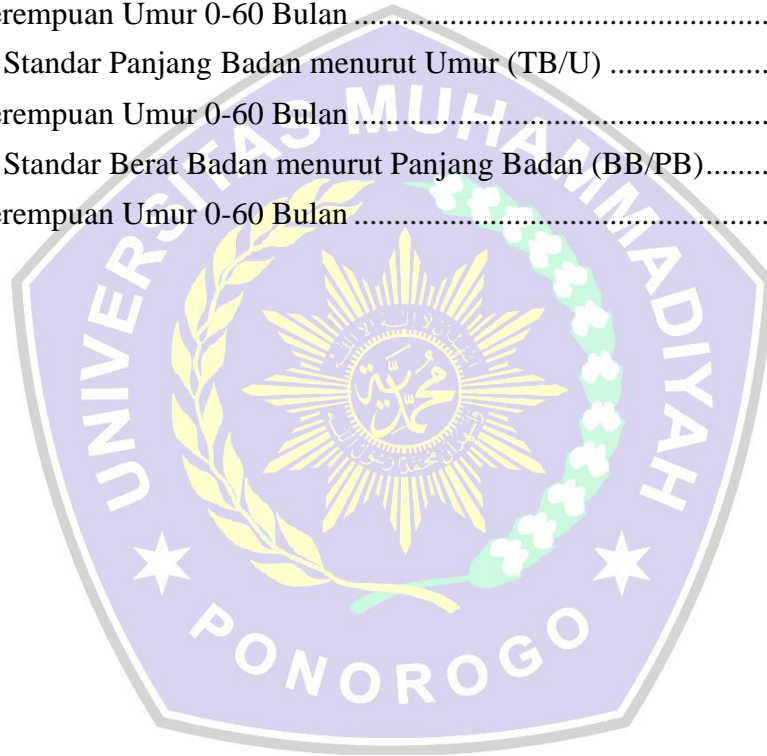 erempuan Umur 0-60 Bulan ......................................................
Standar Panjang Badan menurut Umur (TB/U) ....................
erempuan Umur 0-60 Bulan ......................................................
Standar Berat Badan menurut Panjang Badan (BB/PB)........
erempuan Umur 0-60 Bulan ......................................................
UNIVERSITAS MUHAMMADIYAH
PONOROGO
محمدية